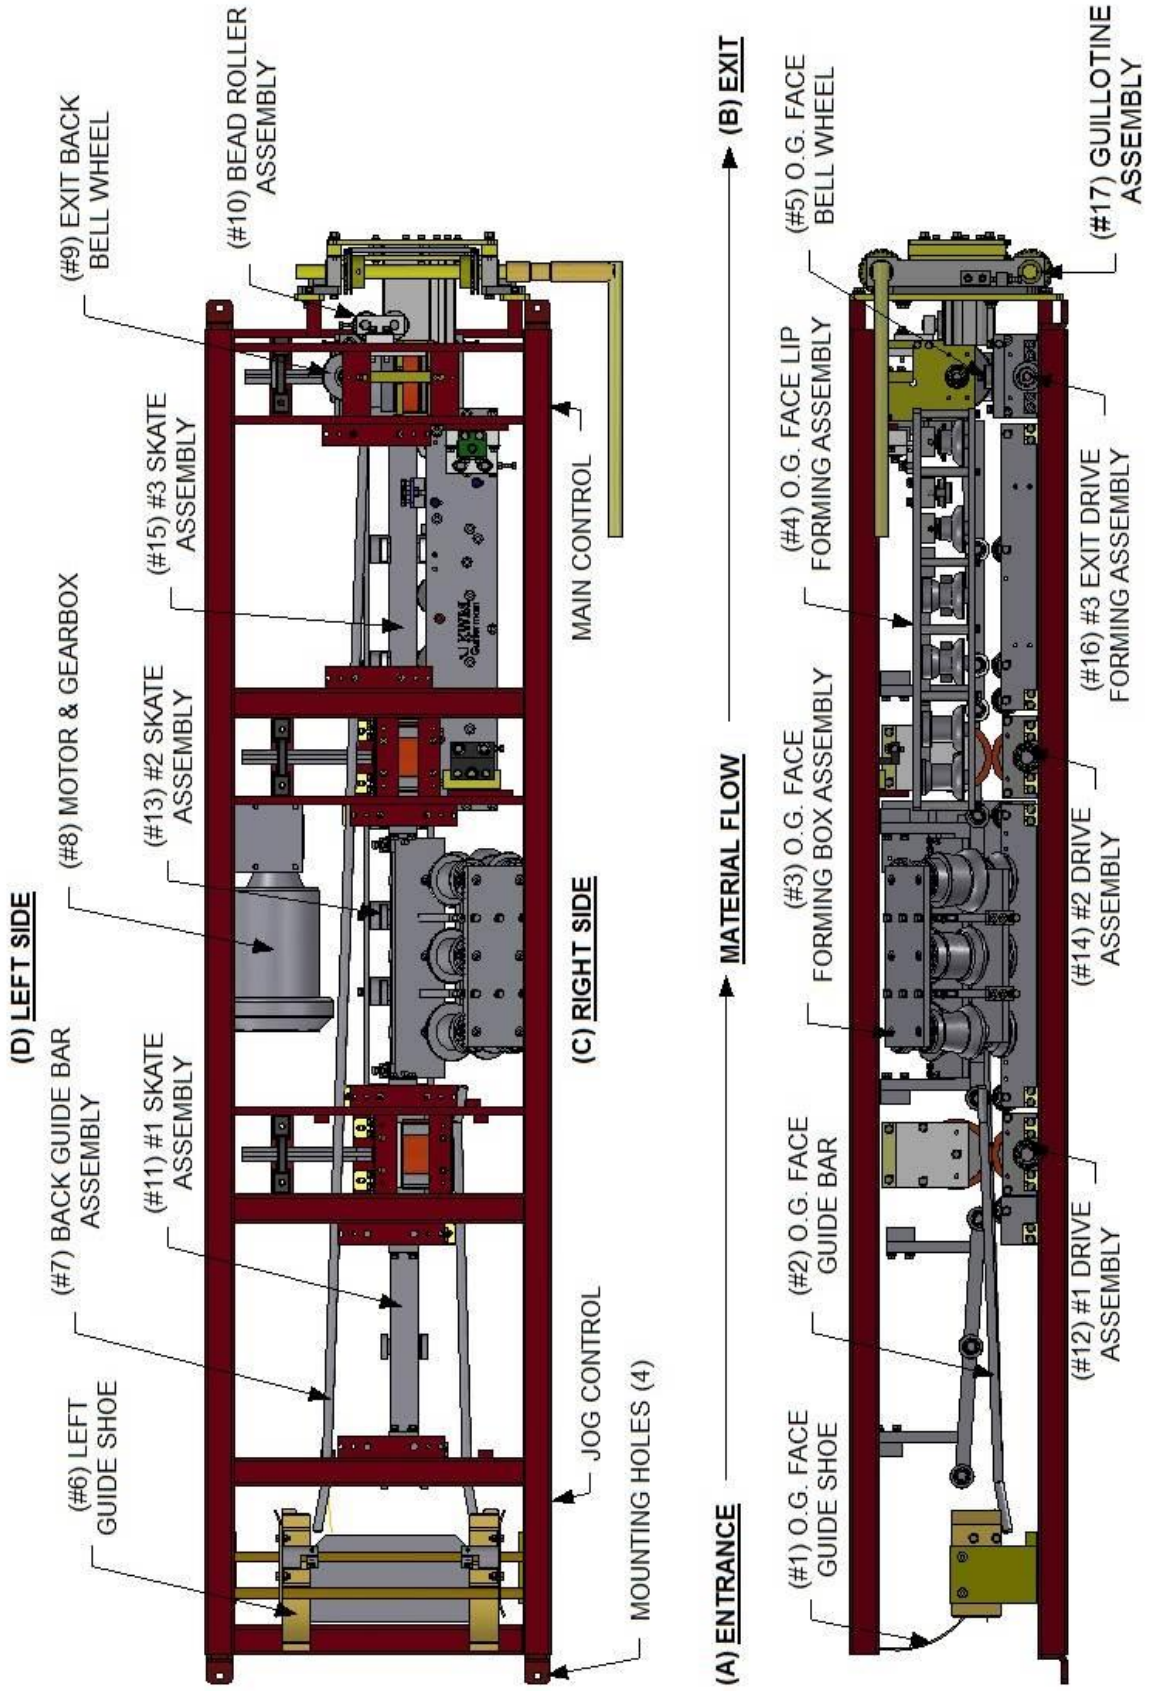 (D) LEFT SIDE
(#6) LEFT
GUIDE SHOE
(#7) BACK GUIDE BAR
ASSEMBLY
(#11) #1 SKATE
ASSEMBLY
(#8) MOTOR & GEARBOX
(#13) #2 SKATE
ASSEMBLY
(#15) #3 SKATE
ASSEMBLY
(#9) EXIT BACK
BELL WHEEL
(#10) BEAD ROLLER
ASSEMBLY
KWM
Gutterman
MOUNTING HOLES (4)
JOG CONTROL
(C) RIGHT SIDE
MAIN CONTROL
(A) ENTRANCE
MATERIAL FLOW
(B) EXIT
(#1) O.G. FACE
GUIDE SHOE
(#2) O.G. FACE
GUIDE BAR
(#3) O.G. FACE
FORMING BOX ASSEMBLY
(#4) O.G. FACE LIP
FORMING ASSEMBLY
(#5) O.G. FACE
BELL WHEEL
(#12) #1 DRIVE
ASSEMBLY
(#14) #2 DRIVE
ASSEMBLY
(#16) #3 EXIT DRIVE
FORMING ASSEMBLY
(#17) GUILLOTINE
ASSEMBLY